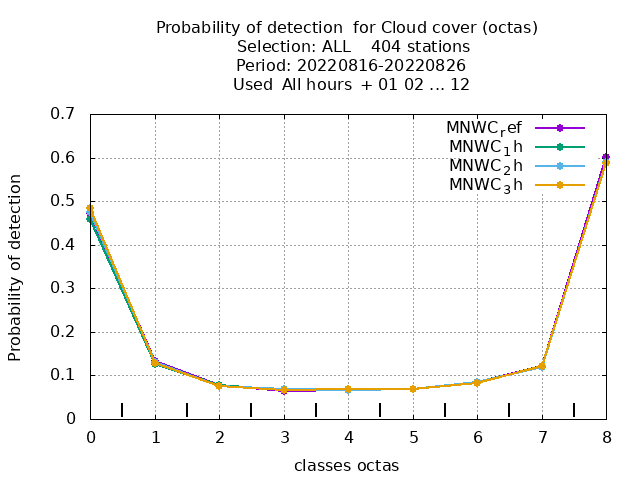 Probability of detection  for Cloud cover (octas)
Selection: ALL    404 stations
Period: 20220816-20220826
Used  All hours  + 01 02 ... 12
MNWC_ref
MNWC_1h
MNWC_2h
MNWC_3h
0.7
0.6
0.5
0.4
0.3
0.2
0.1
0
Probability of detection
0 1 2 3 4 5 6 7 8
classes octas